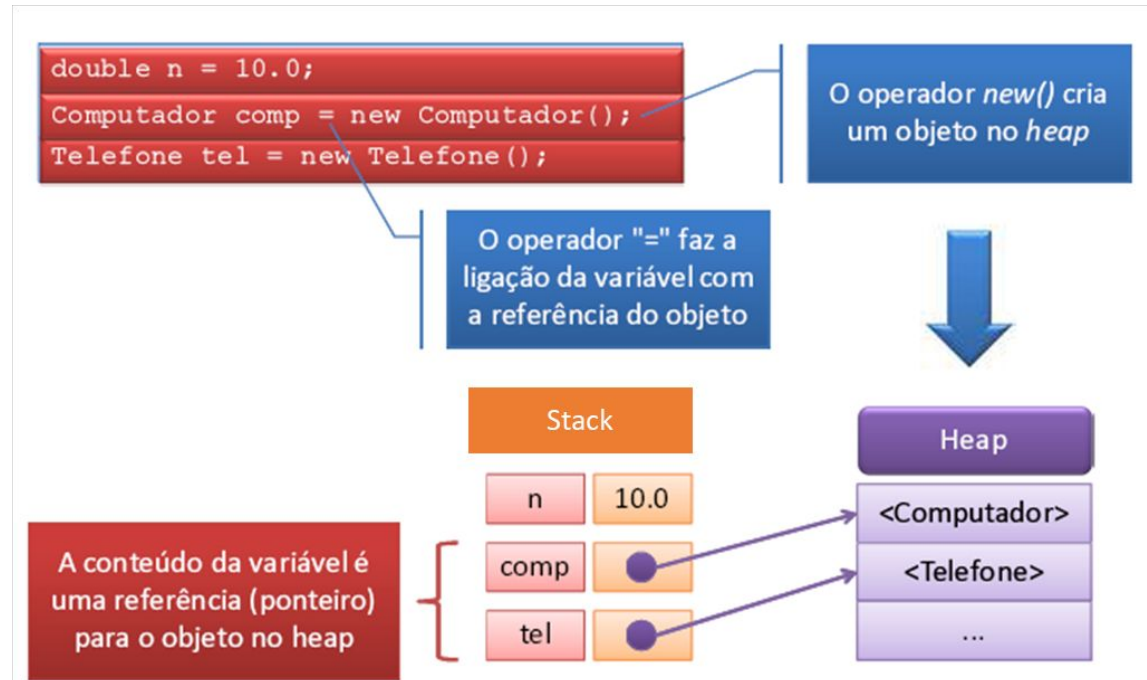 double n = 10.0;
Computador comp = new Computador();
Telefone tel = new Telefone();
O operador new() cria
um objeto no heap
O operador "=" faz a
ligação da variável com
a referência do objeto
Stack
Heap
n
10.0
<Computador>
A conteúdo da variável é
uma referência (ponteiro)
para o objeto no heap
comp
<Telefone>
tel
...